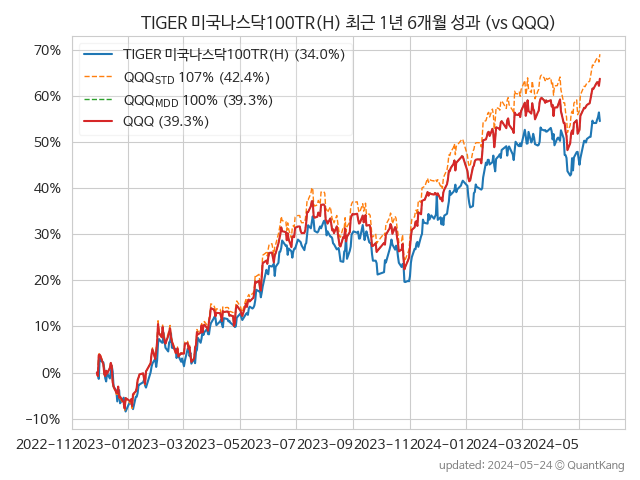 TIGER 미국나스닥100TR(H) 최근 1년 6개월 성과 (vs QQQ)
70%
60%
50%
40%
30%
20%
10%
0%
−10%
TIGER 미국나스닥100TR(H) (34.0%)
QQQSTD 107% (42.4%)
QQQMDD 100% (39.3%)
QQQ (39.3%)
2022-11 2023-01 2023-03 2023-05 2023-07 2023-09 2023-11 2024-01 2024-03 2024-05
updated: 2024-05-24 © QuantKang